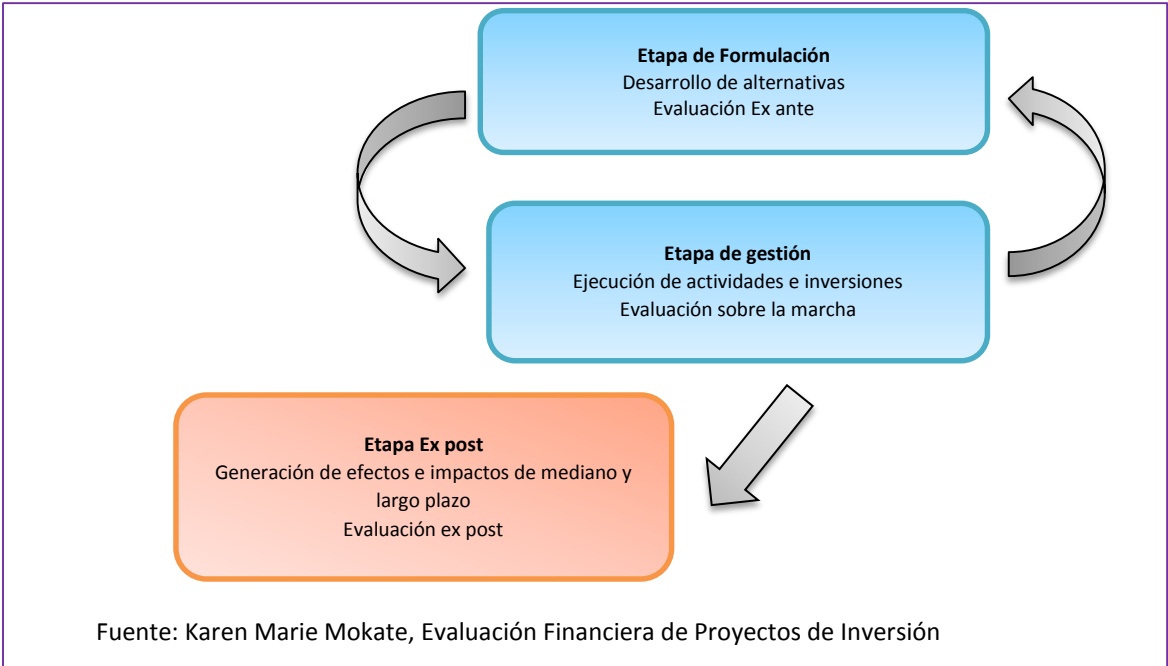 Etapa de Formulación
Desarrollo de alternativas
Evaluación Ex ante
Etapa de gestión
Ejecución de actividades e inversiones
Evaluación sobre la marcha
Etapa Ex post
Generación de efectos e impactos de mediano y
largo plazo
Evaluación ex post
Fuente: Karen Marie Mokate, Evaluación Financiera de Proyectos de Inversión